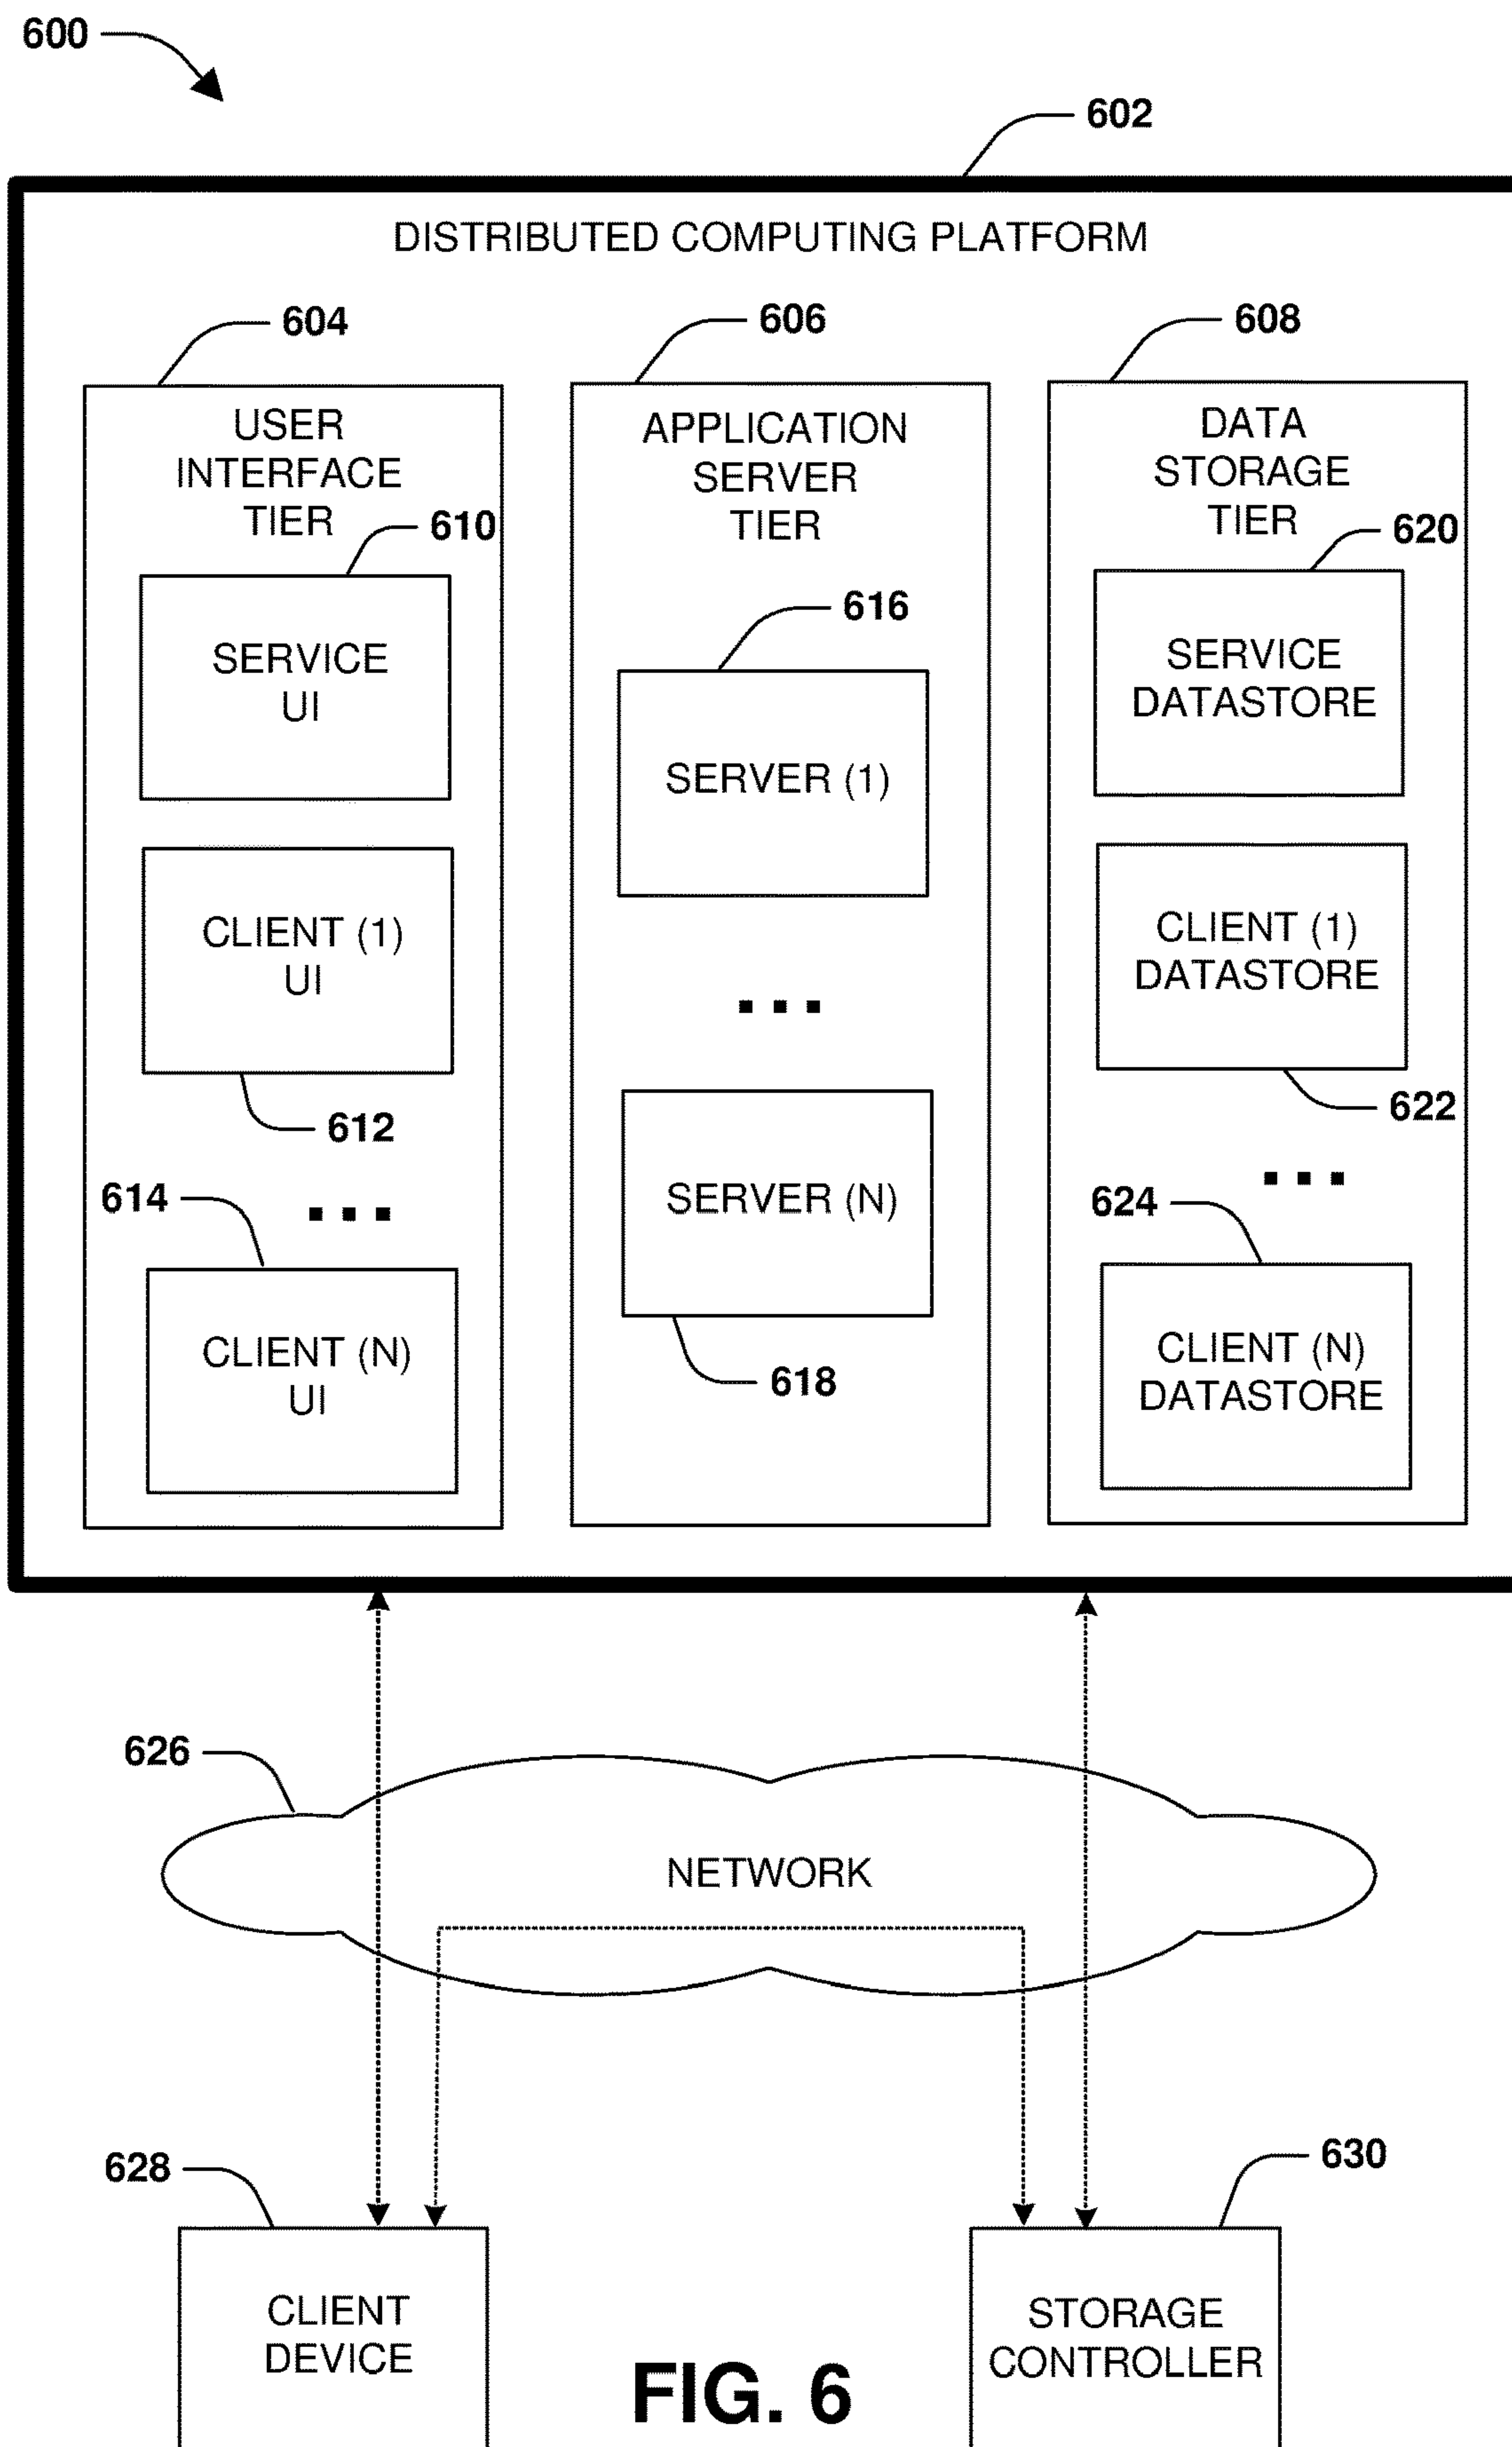 600
602
DISTRIBUTED COMPUTING PLATFORM
604
USER
INTERFACE
TIER
610
SERVICE
UI
CLIENT (1)
UI
612
614
CLIENT (N)
UI
606
APPLICATION
SERVER
TIER
616
SERVER (1)
SERVER (N)
618
608
DATA
STORAGE
TIER
620
SERVICE
DATASTORE
CLIENT (1)
DATASTORE
622
624
CLIENT (N)
DATASTORE
626
NETWORK
628
CLIENT
DEVICE
630
STORAGE
CONTROLLER
FIG. 6